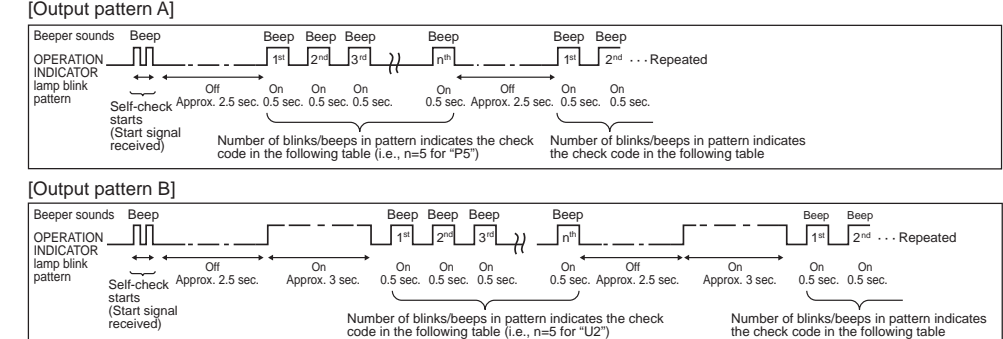 [Output pattern A]
Beeper sounds Beep Beep Beep Beep Beep Beep Beep
OPERATION INDICATOR lamp blink pattern
1st 2nd 3rd nth 1st 2nd ···Repeated
Off On On On On Off On On
Approx. 2.5 sec. 0.5 sec. 0.5 sec. 0.5 sec. 0.5 sec. Approx. 2.5 sec. 0.5 sec. 0.5 sec.
Self-check
starts
(Start signal
received)
Number of blinks/beeps in pattern indicates the check
code in the following table (i.e., n=5 for “P5”)
Number of blinks/beeps in pattern indicates
the check code in the following table
[Output pattern B]
Beeper sounds Beep Beep Beep Beep Beep Beep Beep
OPERATION INDICATOR lamp blink pattern
1st 2nd 3rd nth 1st 2nd ···Repeated
Off On On On On On Off On On On
Approx. 2.5 sec. Approx. 3 sec. 0.5 sec. 0.5 sec. 0.5 sec. 0.5 sec. Approx. 2.5 sec. Approx. 3 sec. 0.5 sec. 0.5 sec.
Self-check
starts
(Start signal
received)
Number of blinks/beeps in pattern indicates the check
code in the following table (i.e., n=5 for “U2”)
Number of blinks/beeps in pattern indicates
the check code in the following table